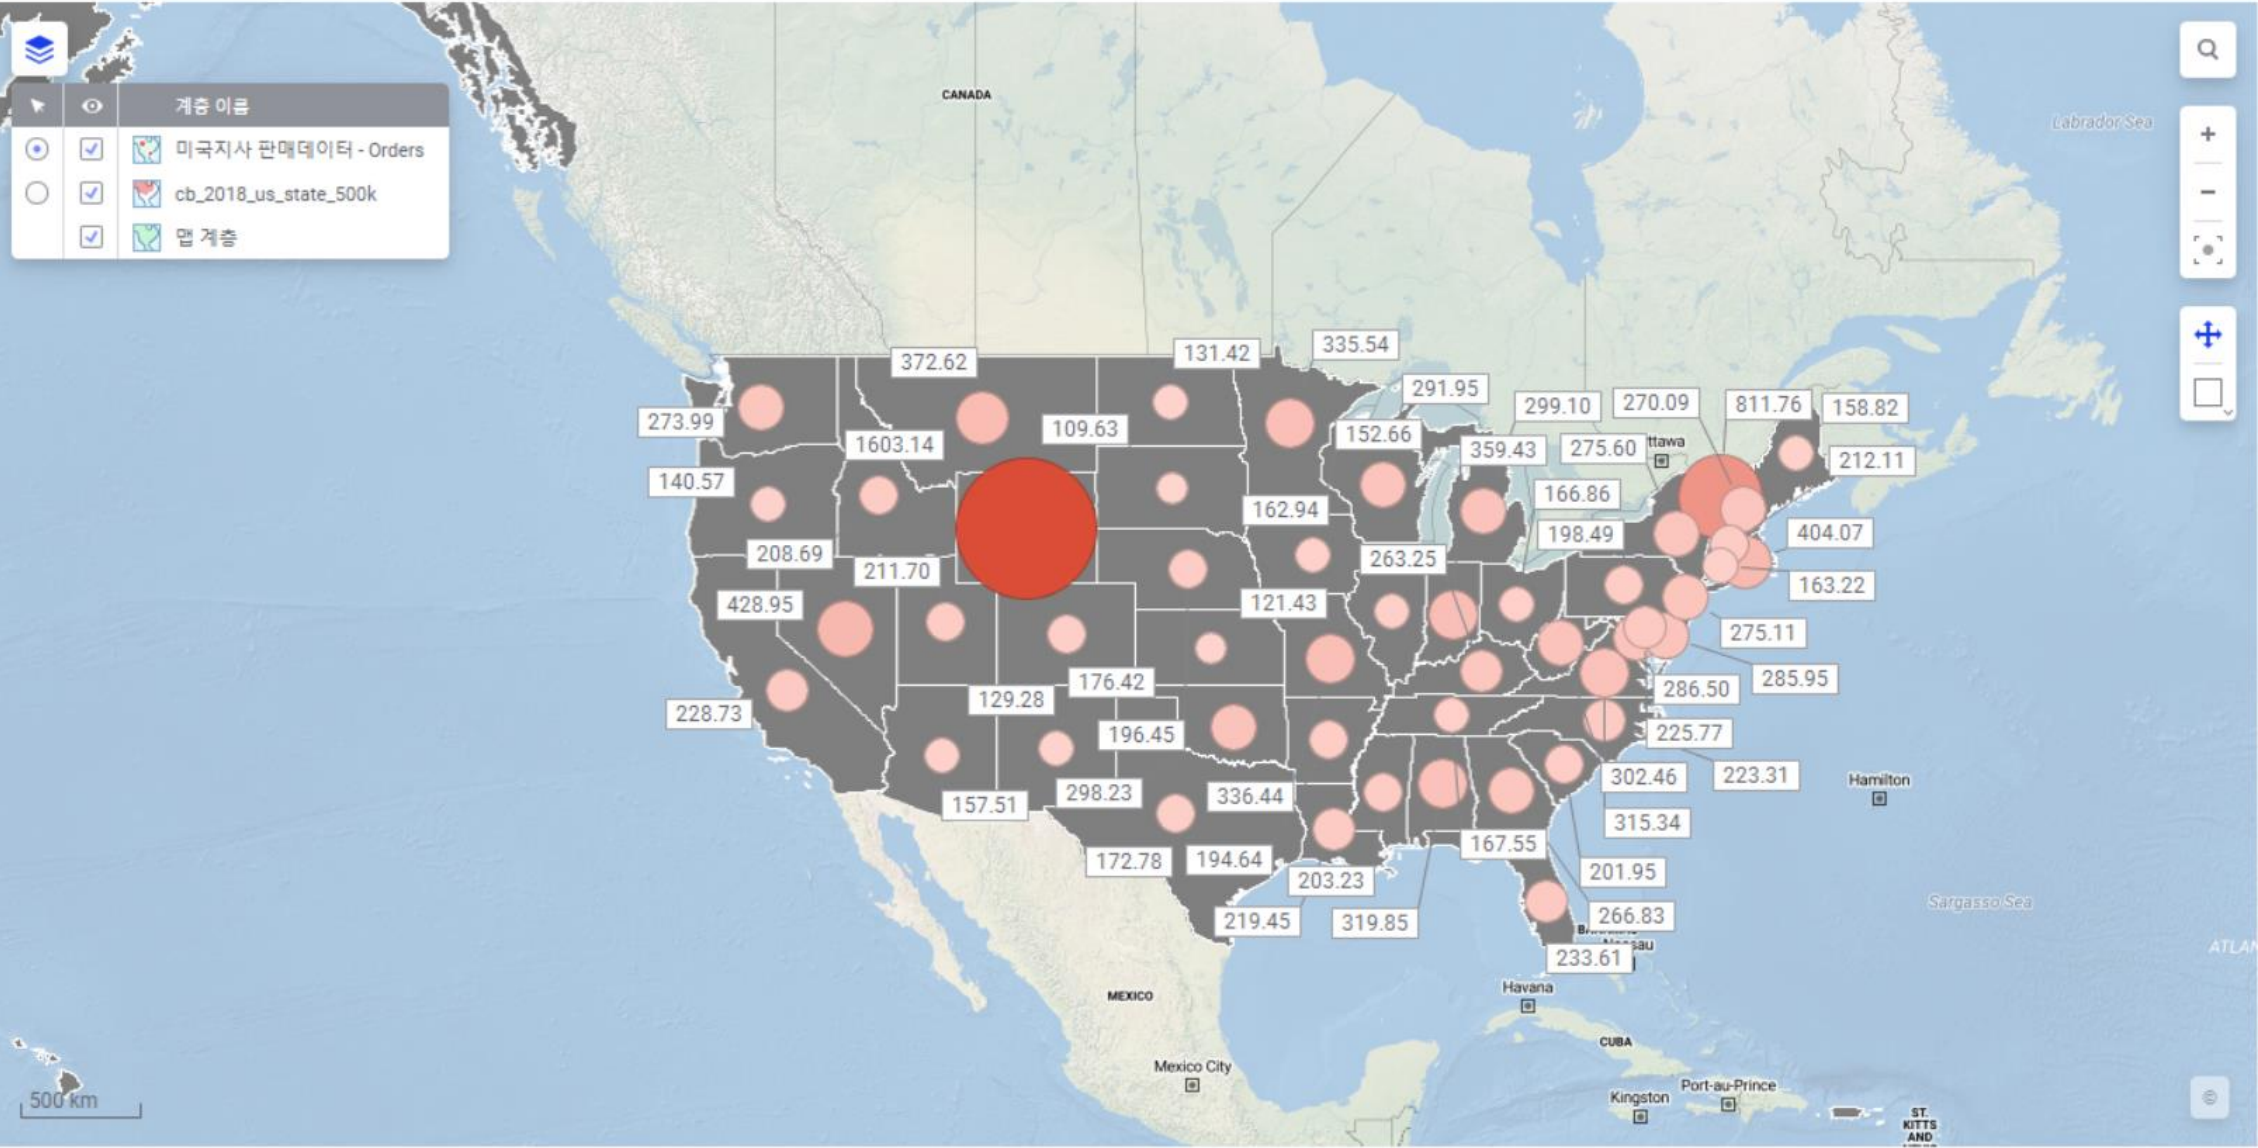 계층 이름
미국지사 판매데이터 - Orders
cb_2018_us_state_500k
맵 계층
CANADA
Labrador Sea
372.62
131.42
335.54
291.95
299.10
270.09
811.76
158.82
273.99
109.63
1603.14
152.66
359.43
275.60
ttawa
212.11
140.57
166.86
162.94
198.49
404.07
208.69
211.70
263.25
163.22
428.95
121.43
275.11
176.42
285.95
129.28
286.50
228.73
196.45
225.77
302.46
223.31
Hamilton
157.51
298.23
336.44
315.34
167.55
172.78
194.64
203.23
201.95
219.45
319.85
266.83
Sargasso Sea
233.61
ATLAN
MEXICO
Havana
CUBA
Mexico City
Port-au-Prince
Kingston
500 km
©
ST.
KITTS
AND